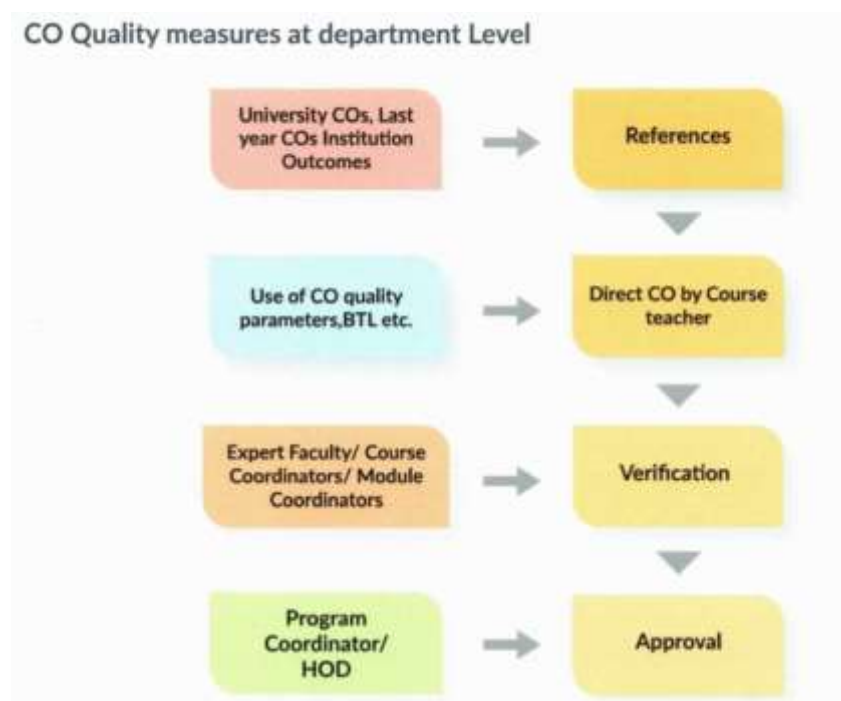 CO Quality measures at department Level
University COs, Last
year COs Institution
Outcomes
References
Use of CO quality
parameters,BTL etc.
Direct CO by Course
teacher
Expert Faculty/ Course
Coordinators/ Module
Coordinators
Verification
Program
Coordinator/
HOD
Approval